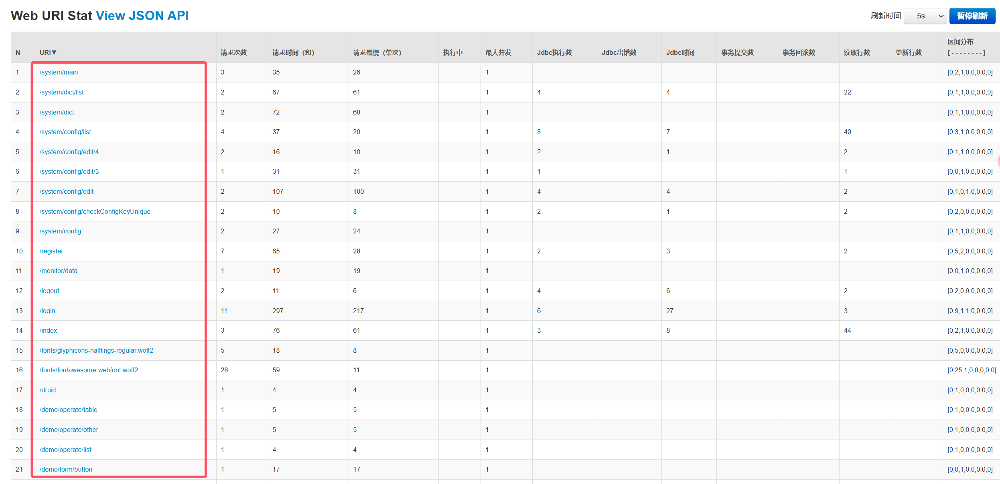 Web URI Stat View JSON API
刷新时间 5s 暂停刷新
N URI▼ 请求次数 请求时间（和） 请求最慢（单次） 执行中 最大并发 Jdbc执行数 Jdbc出错数 Jdbc时间 事务提交数 事务回滚数 读取行数 更新行数 区间分布
[ - - - - - - - - ]
1 /system/main 3 35 26 1 [0,2,1,0,0,0,0,0]
2 /system/dict/list 2 67 61 1 4 4 22 [0,1,1,0,0,0,0,0]
3 /system/dict 2 72 68 1 [0,1,1,0,0,0,0,0]
4 /system/config/list 4 37 20 1 8 7 40 [0,3,1,0,0,0,0,0]
5 /system/config/edit/4 2 16 10 1 2 1 2 [0,1,1,0,0,0,0,0]
6 /system/config/edit/3 1 31 31 1 1 1 [0,0,1,0,0,0,0,0]
7 /system/config/edit 2 107 100 1 4 4 2 [0,1,0,1,0,0,0,0]
8 /system/config/checkConfigKeyUnique 2 10 8 1 2 1 2 [0,2,0,0,0,0,0,0]
9 /system/config 2 27 24 1 [0,1,1,0,0,0,0,0]
10 /register 7 65 28 1 2 3 2 [0,5,2,0,0,0,0,0]
11 /monitor/data 1 19 19 1 [0,0,1,0,0,0,0,0]
12 /logout 2 11 6 1 4 6 2 [0,2,0,0,0,0,0,0]
13 /login 11 297 217 1 6 27 3 [0,9,1,1,0,0,0,0]
14 /index 3 76 61 1 3 8 44 [0,2,1,0,0,0,0,0]
15 /fonts/glyphicons-halflings-regular.woff2 5 18 8 1 [0,5,0,0,0,0,0,0]
16 /fonts/fontawesome-webfont.woff2 26 59 11 1 [0,25,1,0,0,0,0,0]
17 /druid 1 4 4 1 [0,1,0,0,0,0,0,0]
18 /demo/operate/table 1 5 5 1 [0,1,0,0,0,0,0,0]
19 /demo/operate/other 1 5 5 1 [0,1,0,0,0,0,0,0]
20 /demo/operate/list 1 4 4 1 [0,1,0,0,0,0,0,0]
21 /demo/form/button 1 17 17 1 [0,0,1,0,0,0,0,0]